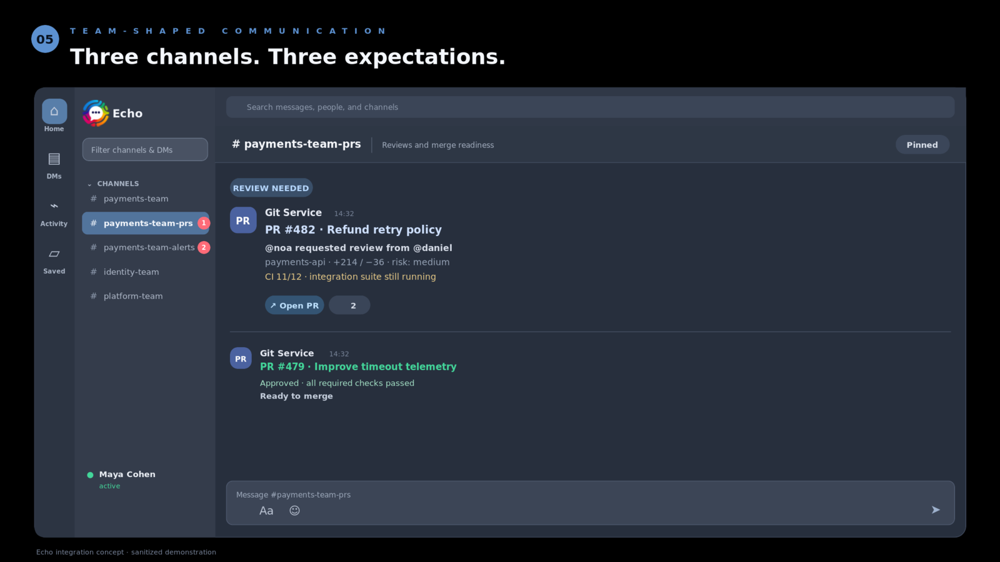 05
TEAM-SHAPED COMMUNICATION
Three channels. Three expectations.
Home
DMs
Activity
Saved
Echo
Filter channels & DMs
CHANNELS
# payments-team
# payments-team-prs 1
# payments-team-alerts 2
# identity-team
# platform-team
Maya Cohen
active
Search messages, people, and channels
# payments-team-prs
Reviews and merge readiness
Pinned
REVIEW NEEDED
PR
Git Service 14:32
PR #482 · Refund retry policy
@noa requested review from @daniel
payments-api · +214 / −36 · risk: medium
CI 11/12 · integration suite still running
↗ Open PR
2
PR
Git Service 14:32
PR #479 · Improve timeout telemetry
Approved · all required checks passed
Ready to merge
Message #payments-team-prs
Aa
Echo integration concept · sanitized demonstration